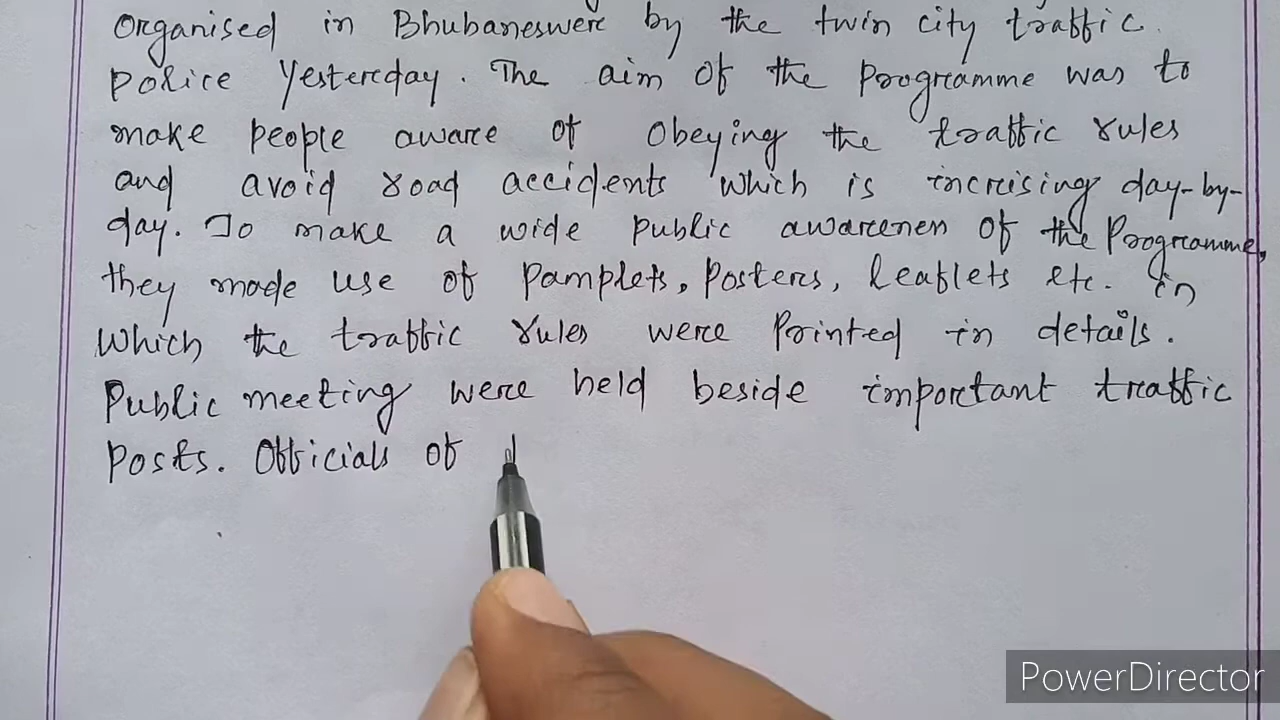 Organised in Bhubaneswere by the twin city traffic
Police Yesterday. The aim of the Programme was to
make people aware of obeying the traffic rules
and avoid road accidents which is increising day-by-
day. To make a wide public awarenen of the Programme,
they made use of Pamplets, Posters, leaflets etc. in
which the traffic rules were Printed in details.
Public meeting were held beside important traffic
Posts. Officials of
PowerDirector